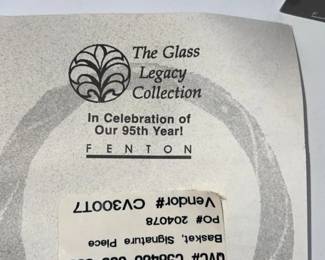 The Glass
Legacy
Collection
In Celebration of
Our 95th Year!
FENTON
Basket, Signature Piece
PO# 204078
Vendor# CV30017